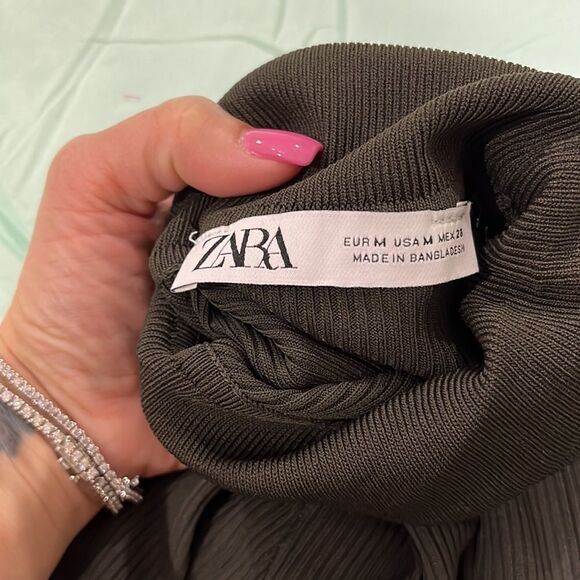 ZARA
EUR M USA M MEX 28
MADE IN BANGLADESH